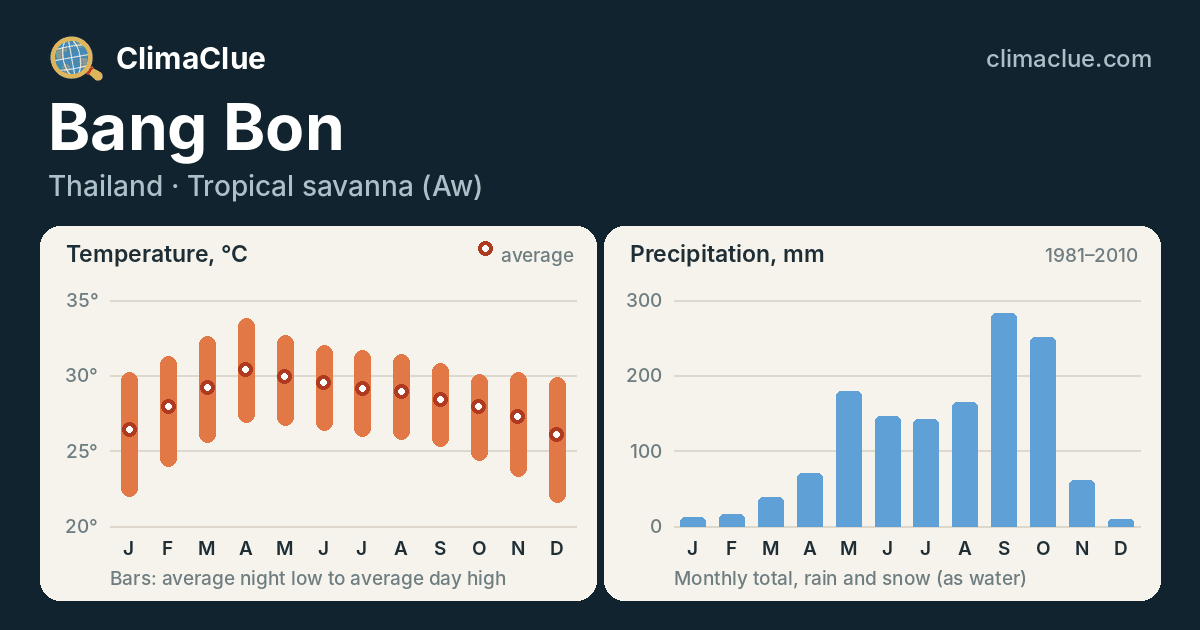 ClimaClue
climaclue.com
Bang Bon
Thailand · Tropical savanna (Aw)
Temperature, °C
average
35°
30°
25°
20°
J F M A M J J A S O N D
Bars: average night low to average day high
Precipitation, mm
1981–2010
300
200
100
0
J F M A M J J A S O N D
Monthly total, rain and snow (as water)